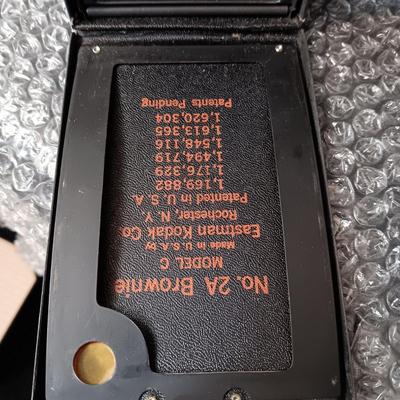 No. 2A Brownie
MODEL C
Made in U.S.A by
Eastman Kodak Co
Rochester, N. Y.
Patented in U. S. A
1,169,882
1,176,329
1,494,719
1,548,116
1,613,365
1,620,304
Patents Pending